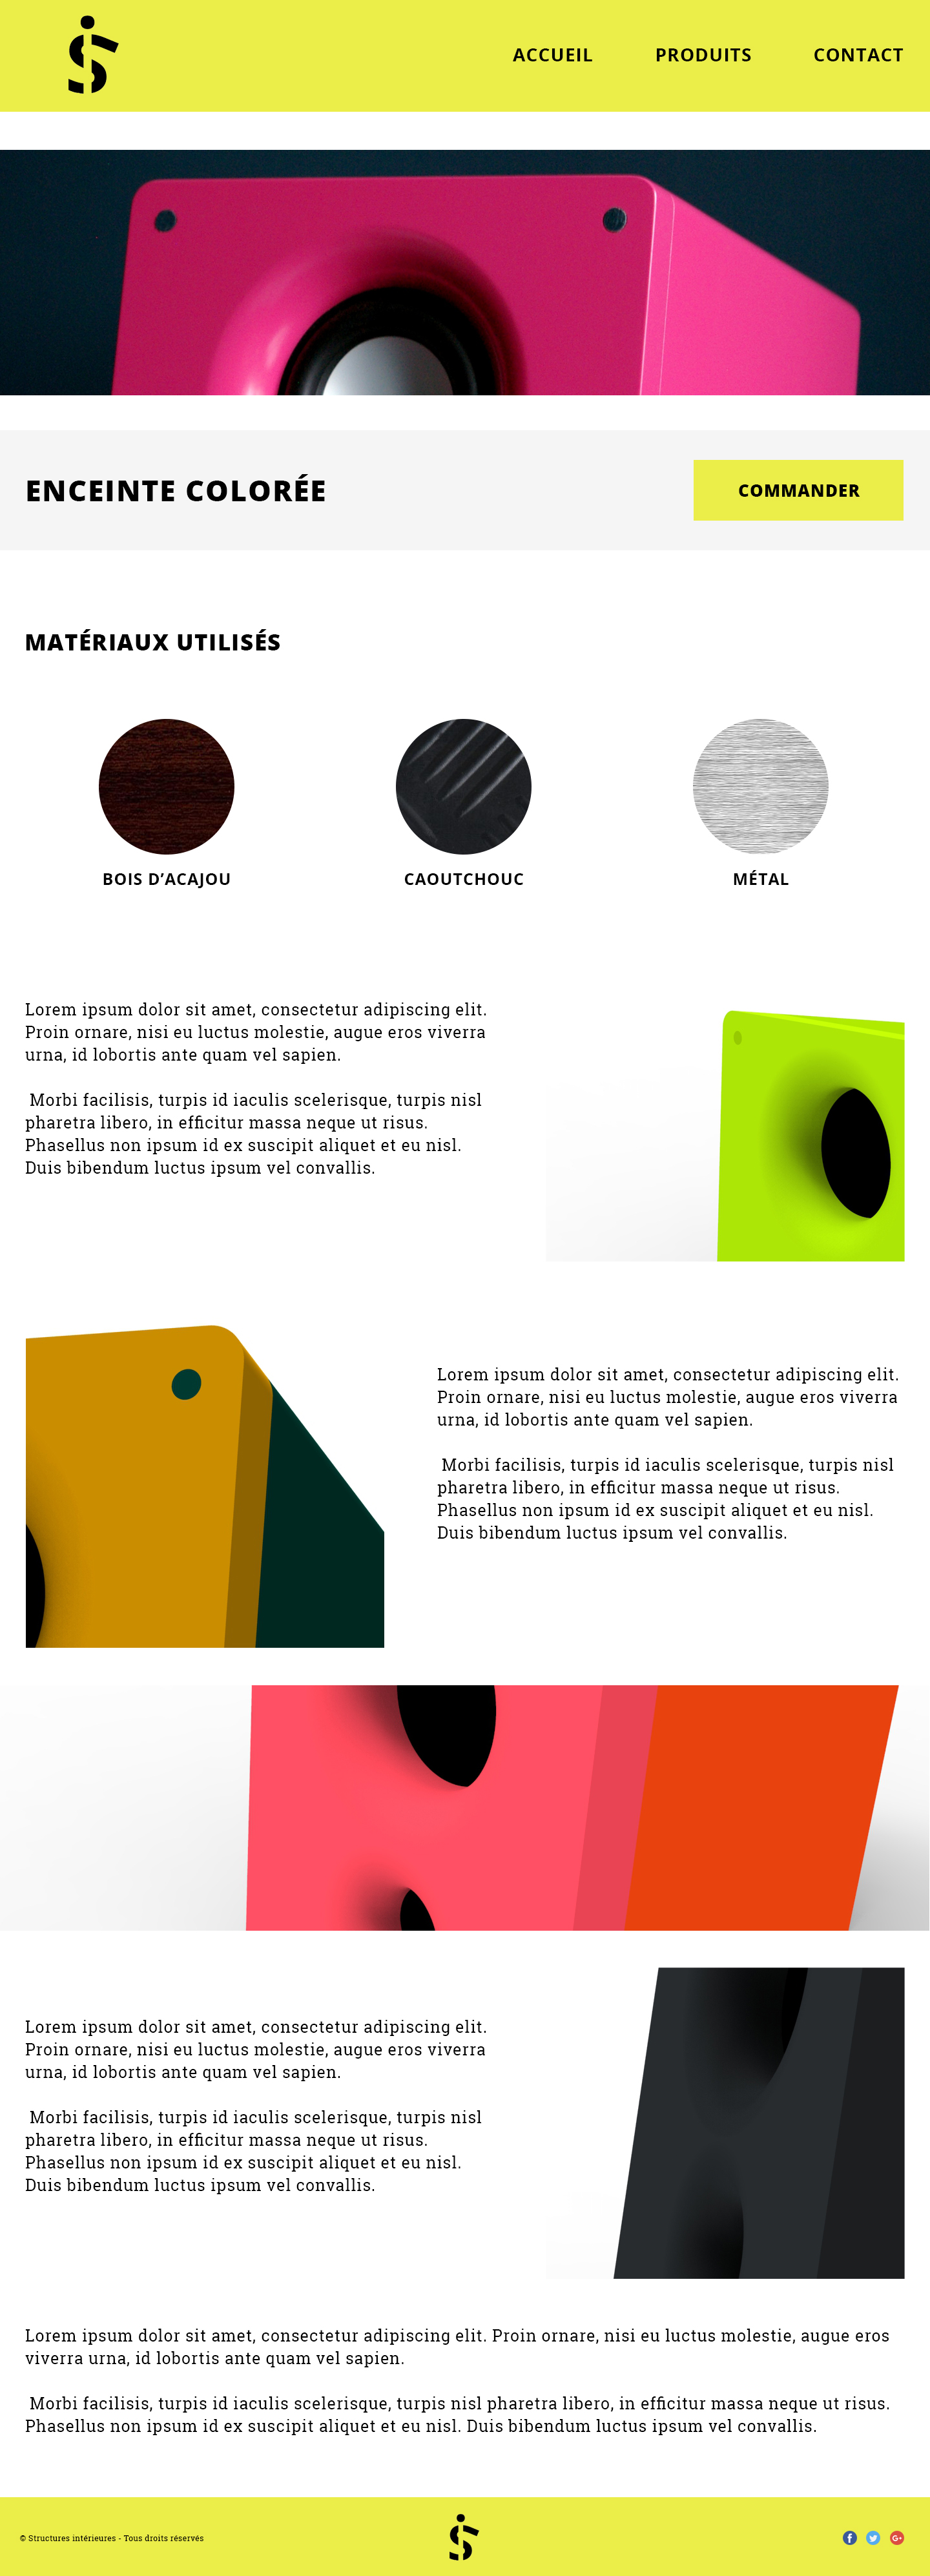 ACCUEIL PRODUITS CONTACT
ENCEINTE COLORÉE
COMMANDER
MATÉRIAUX UTILISÉS
BOIS D’ACAJOU
CAOUTCHOUC
MÉTAL
Lorem ipsum dolor sit amet, consectetur adipiscing elit.
Proin ornare, nisi eu luctus molestie, augue eros viverra
urna, id lobortis ante quam vel sapien.
Morbi facilisis, turpis id iaculis scelerisque, turpis nisl
pharetra libero, in efficitur massa neque ut risus.
Phasellus non ipsum id ex suscipit aliquet et eu nisl.
Duis bibendum luctus ipsum vel convallis.
Lorem ipsum dolor sit amet, consectetur adipiscing elit.
Proin ornare, nisi eu luctus molestie, augue eros viverra
urna, id lobortis ante quam vel sapien.
Morbi facilisis, turpis id iaculis scelerisque, turpis nisl
pharetra libero, in efficitur massa neque ut risus.
Phasellus non ipsum id ex suscipit aliquet et eu nisl.
Duis bibendum luctus ipsum vel convallis.
Lorem ipsum dolor sit amet, consectetur adipiscing elit.
Proin ornare, nisi eu luctus molestie, augue eros viverra
urna, id lobortis ante quam vel sapien.
Morbi facilisis, turpis id iaculis scelerisque, turpis nisl
pharetra libero, in efficitur massa neque ut risus.
Phasellus non ipsum id ex suscipit aliquet et eu nisl.
Duis bibendum luctus ipsum vel convallis.
Lorem ipsum dolor sit amet, consectetur adipiscing elit. Proin ornare, nisi eu luctus molestie, augue eros
viverra urna, id lobortis ante quam vel sapien.
Morbi facilisis, turpis id iaculis scelerisque, turpis nisl pharetra libero, in efficitur massa neque ut risus.
Phasellus non ipsum id ex suscipit aliquet et eu nisl. Duis bibendum luctus ipsum vel convallis.
© Structures intérieures - Tous droits réservés